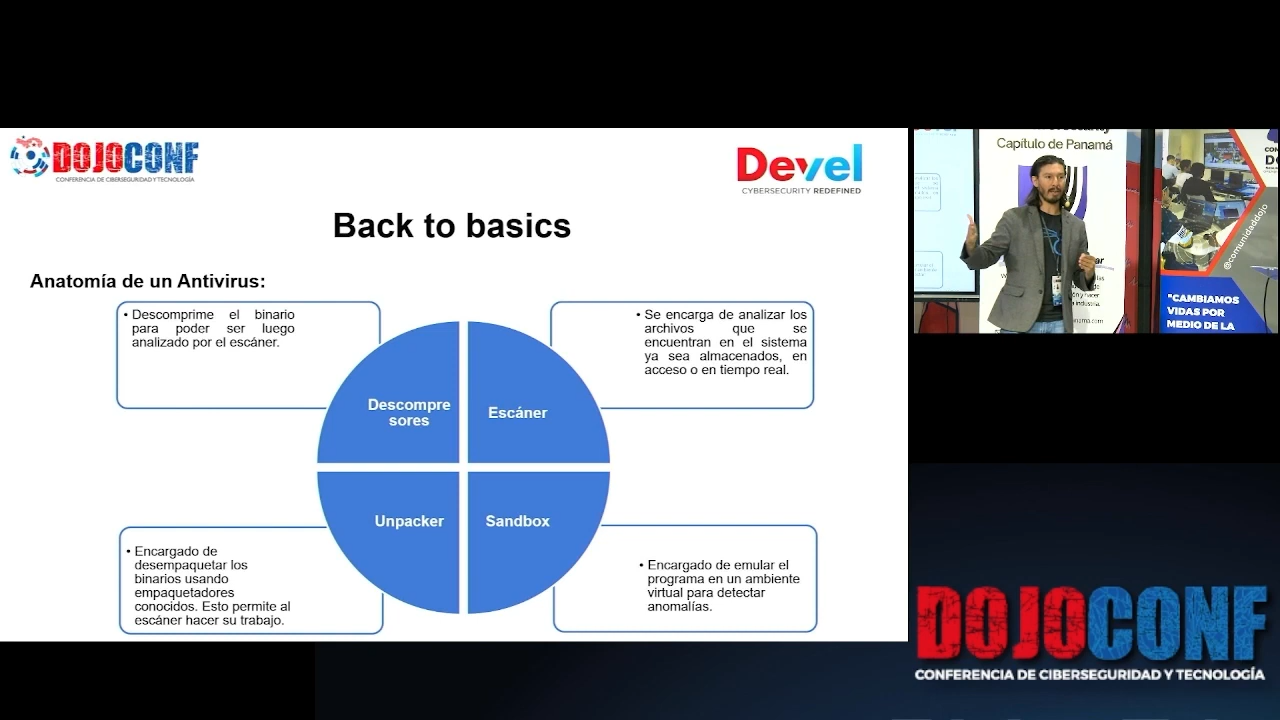 DOJOCONF
CONFERENCIA DE CIBERSEGURIDAD Y TECNOLOGÍA
Devel
CYBERSECURITY REDEFINED
Back to basics
Anatomía de un Antivirus:
• Descomprime el binario
para poder ser luego
analizado por el escáner.
• Se encarga de analizar los
archivos que se
encuentran en el sistema
ya sea almacenados, en
acceso o en tiempo real.
Descompre
sores
Escáner
Unpacker
Sandbox
• Encargado de
desempaquetar los
binarios usando
empaquetadores
conocidos. Esto permite al
escáner hacer su trabajo.
• Encargado de emular el
programa en un ambiente
virtual para detectar
anomalías.
Capítulo de Panamá
@comunidaddojo
"CAMBIAMOS
VIDAS POR
MEDIO DE LA
DOJOCONF
CONFERENCIA DE CIBERSEGURIDAD Y TECNOLOGÍA